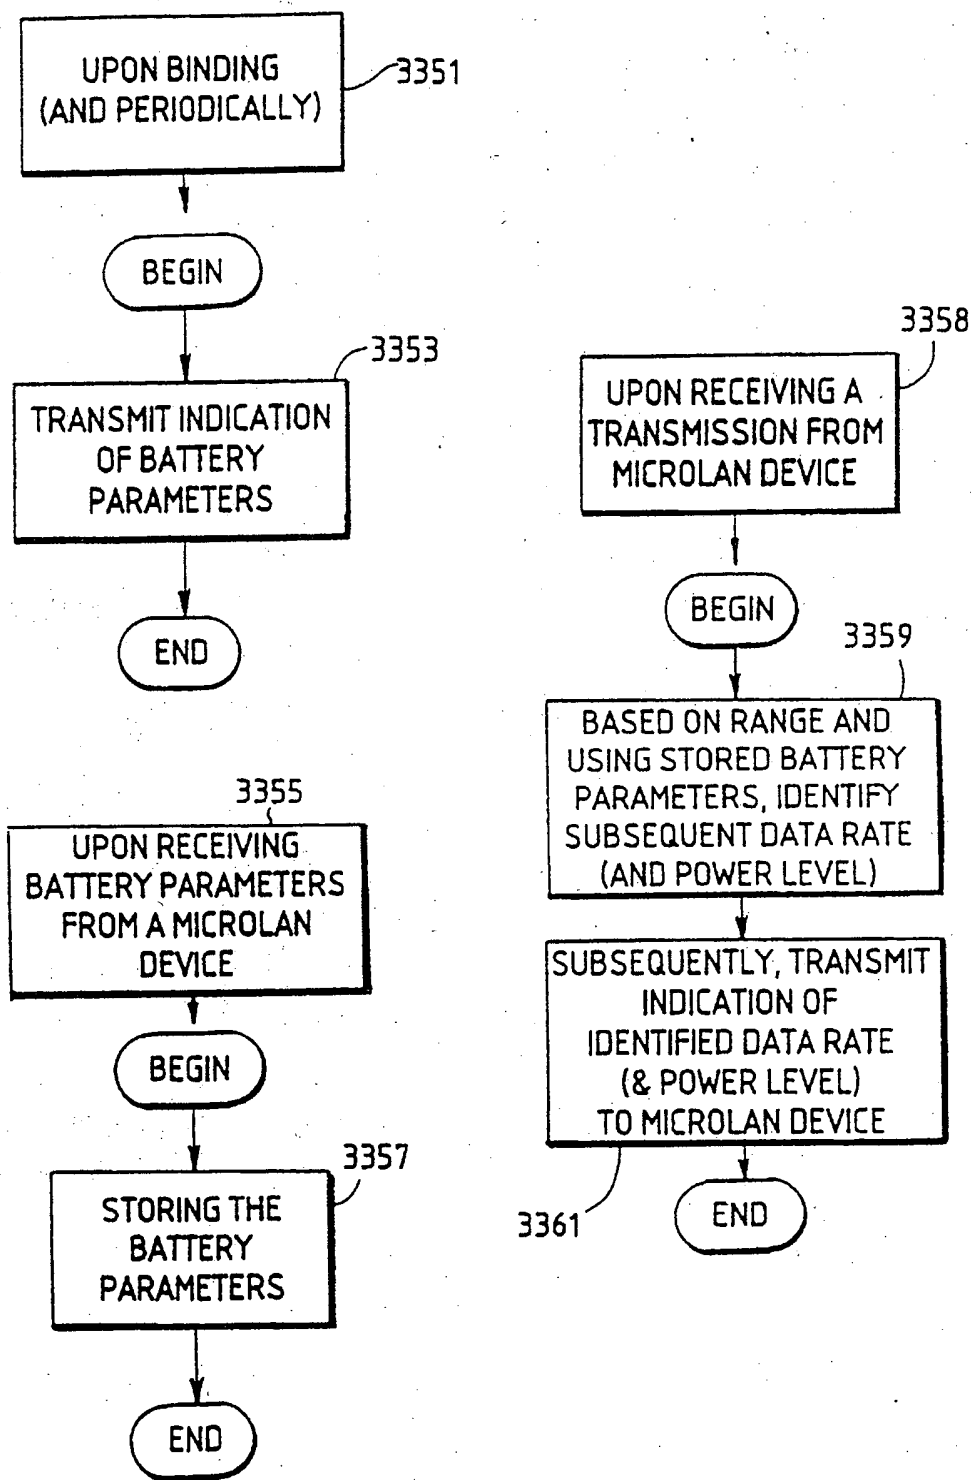 UPON BINDING
(AND PERIODICALLY)
3351
BEGIN
3353
TRANSMIT INDICATION
OF BATTERY
PARAMETERS
END
3355
UPON RECEIVING
BATTERY PARAMETERS
FROM A MICROLAN
DEVICE
BEGIN
3357
STORING THE
BATTERY
PARAMETERS
END
3358
UPON RECEIVING A
TRANSMISSION FROM
MICROLAN DEVICE
BEGIN
3359
BASED ON RANGE AND
USING STORED BATTERY
PARAMETERS, IDENTIFY
SUBSEQUENT DATA RATE
(AND POWER LEVEL)
SUBSEQUENTLY, TRANSMIT
INDICATION OF
IDENTIFIED DATA RATE
(& POWER LEVEL)
TO MICROLAN DEVICE
3361
END